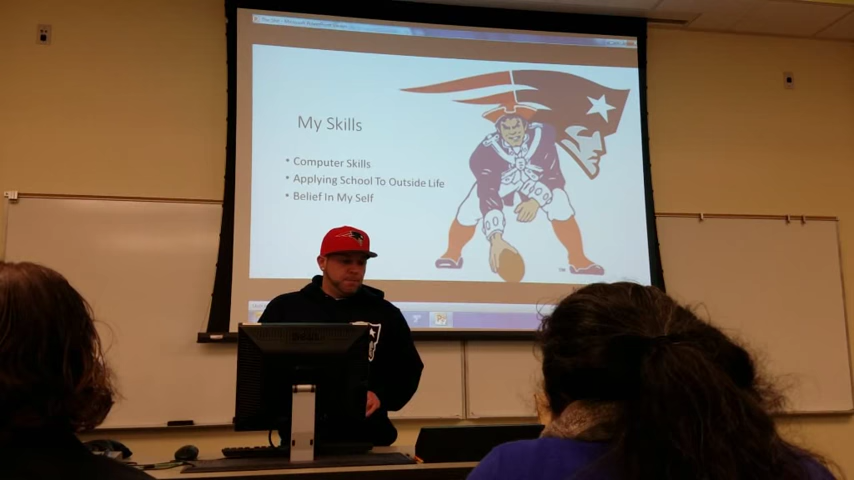 My Skills
• Computer Skills
• Applying School To Outside Life
• Belief In My Self